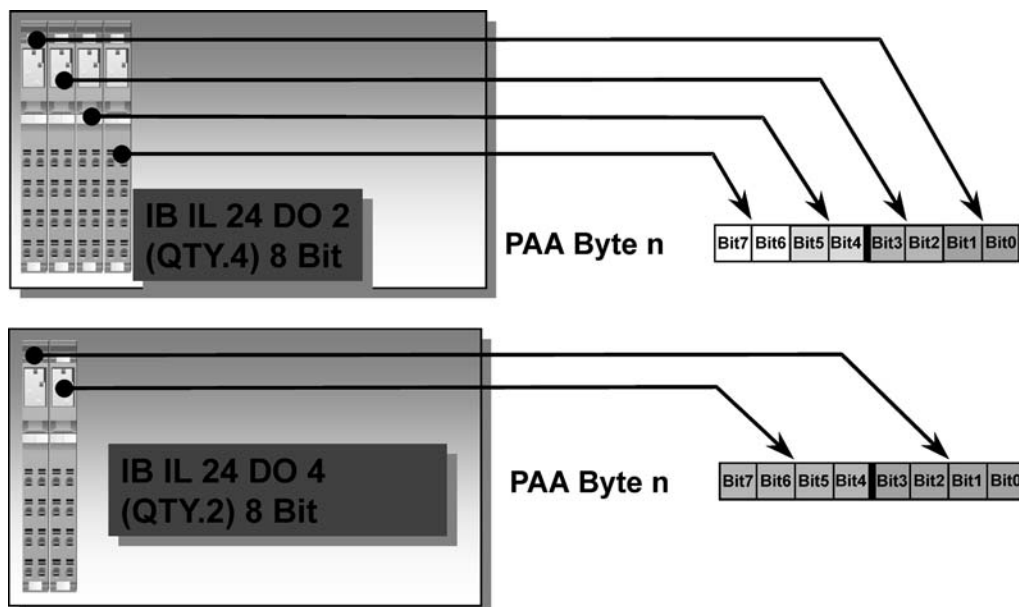 IB IL 24 DO 2
(QTY.4) 8 Bit
PAA Byte n
Bit7 Bit6 Bit5 Bit4 Bit3 Bit2 Bit1 Bit0
IB IL 24 DO 4
(QTY.2) 8 Bit
PAA Byte n
Bit7 Bit6 Bit5 Bit4 Bit3 Bit2 Bit1 Bit0